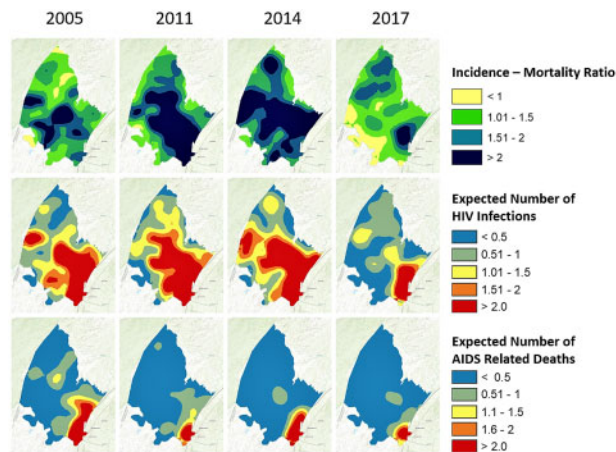 2005 2011 2014 2017
Incidence – Mortality Ratio
< 1
1.01 - 1.5
1.51 - 2
> 2
Expected Number of
HIV Infections
< 0.5
0.51 - 1
1.01 - 1.5
1.51 - 2
> 2.0
Expected Number of
AIDS Related Deaths
< 0.5
0.51 - 1
1.1 - 1.5
1.6 - 2
> 2.0